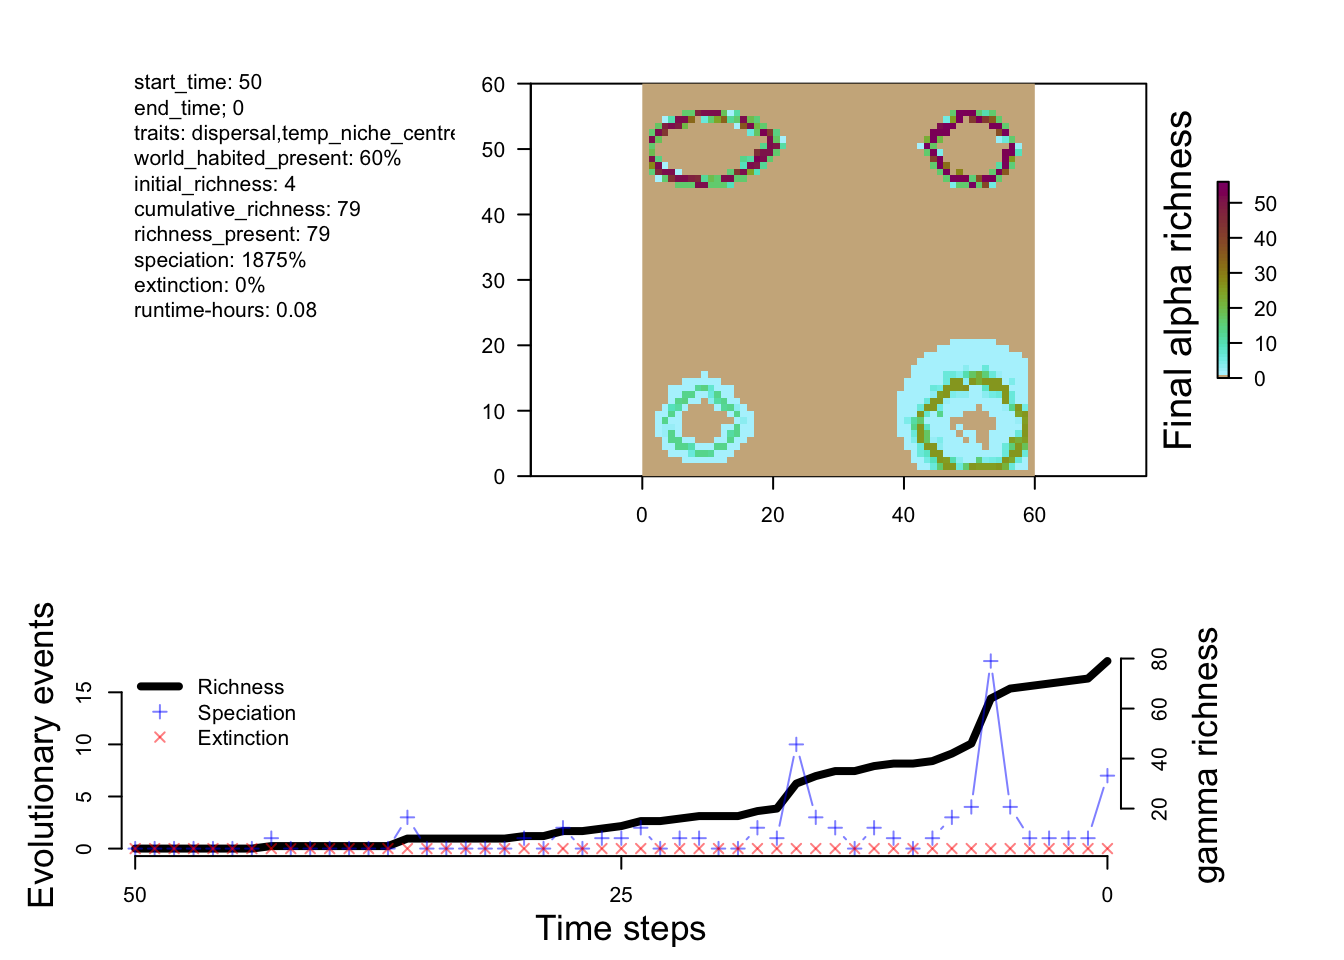 start_time: 50
end_time; 0
traits: dispersal,temp_niche_centre
world_habited_present: 60%
initial_richness: 4
cumulative_richness: 79
richness_present: 79
speciation: 1875%
extinction: 0%
runtime-hours: 0.08
60
50
40
30
20
10
0
0 20 40 60
Final alpha richness
50
40
30
20
10
0
Evolutionary events
15
10
5
0
Richness
Speciation
Extinction
80
60
40
20
gamma richness
50 25 0
Time steps